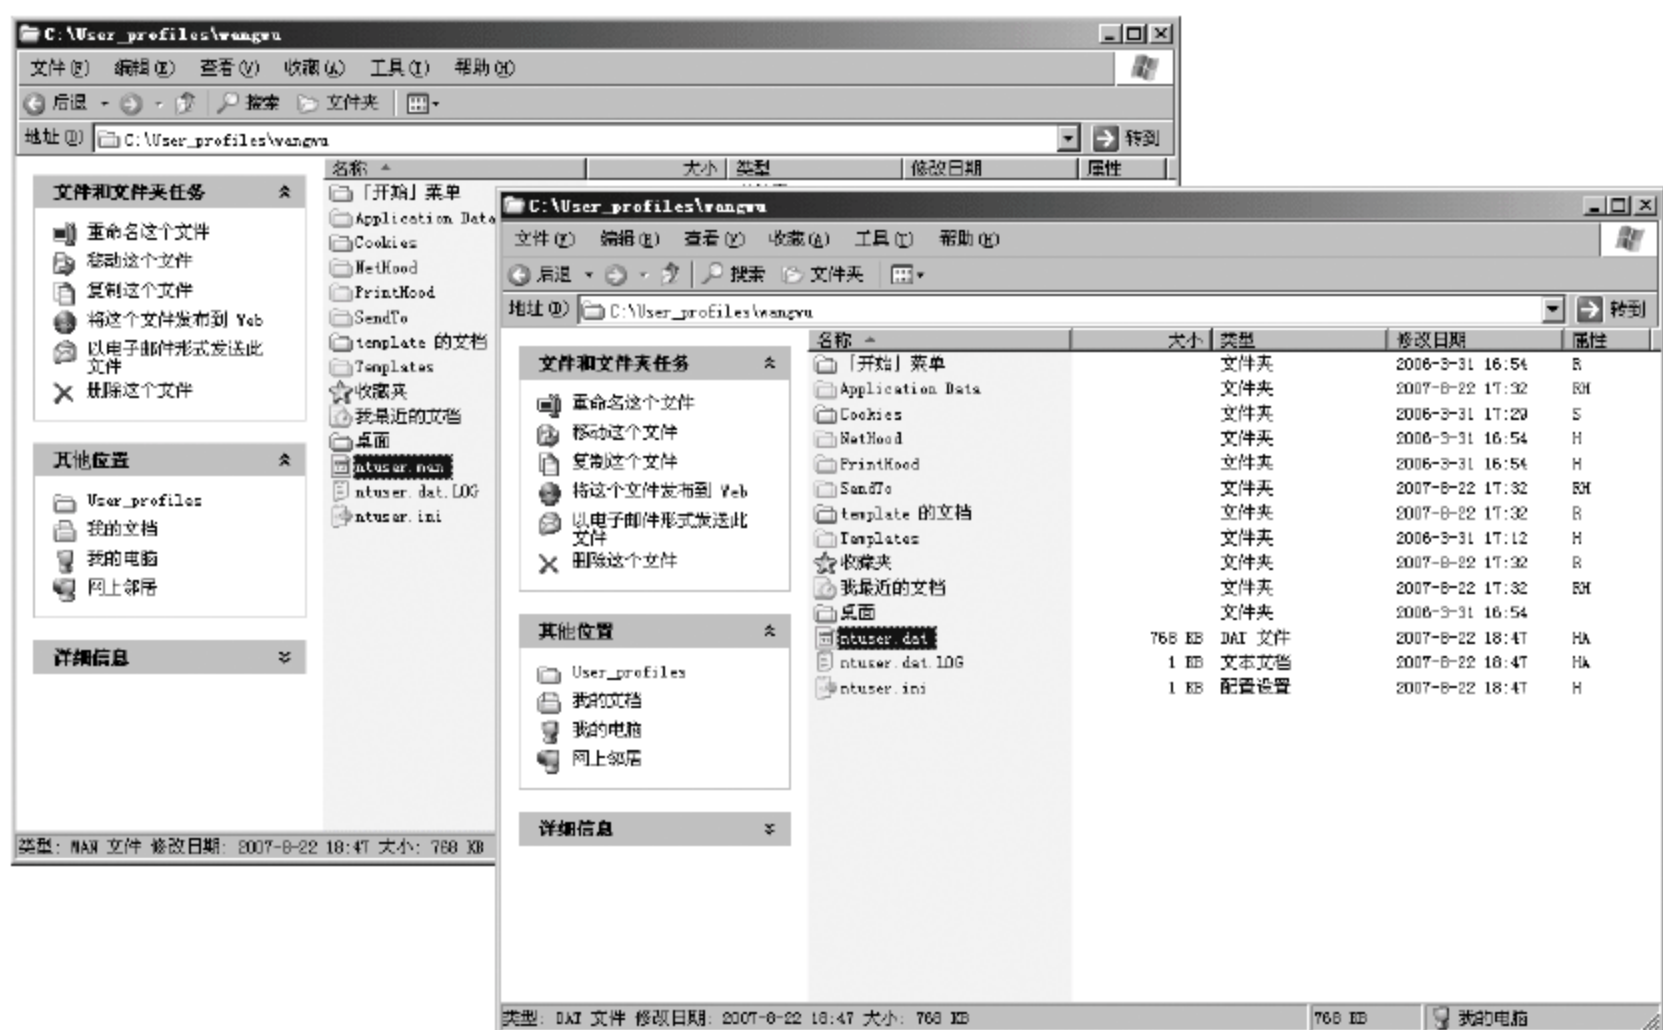 C:\User_profiles\wangwu
文件(F) 编辑(E) 查看(V) 收藏(A) 工具(T) 帮助(H)
后退 搜索 文件夹
地址(D) C:\User_profiles\wangwu 转到
名称 大小 类型 修改日期 属性
文件和文件夹任务
重命名这个文件
移动这个文件
复制这个文件
将这个文件发布到 Web
以电子邮件形式发送此
文件
删除这个文件
其他位置
User_profiles
我的文档
我的电脑
网上邻居
详细信息
「开始」菜单
Application Data
Cookies
NetHood
PrintHood
SendTo
template 的文档
Templates
收藏夹
我最近的文档
桌面
ntuser.man
ntuser.dat.LOG
ntuser.ini
类型: MAN 文件 修改日期: 2007-8-22 18:47 大小: 768 KB
C:\User_profiles\wangwu
文件(F) 编辑(E) 查看(V) 收藏(A) 工具(T) 帮助(H)
后退 搜索 文件夹
地址(D) C:\User_profiles\wangwu 转到
文件和文件夹任务
重命名这个文件
移动这个文件
复制这个文件
将这个文件发布到 Web
以电子邮件形式发送此
文件
删除这个文件
其他位置
User_profiles
我的文档
我的电脑
网上邻居
详细信息
名称 大小 类型 修改日期 属性
「开始」菜单 文件夹 2006-3-31 16:54 R
Application Data 文件夹 2007-8-22 17:32 RH
Cookies 文件夹 2006-3-31 17:29 S
NetHood 文件夹 2006-3-31 16:54 H
PrintHood 文件夹 2006-3-31 16:54 H
SendTo 文件夹 2007-8-22 17:32 RH
template 的文档 文件夹 2007-8-22 17:32 R
Templates 文件夹 2006-3-31 17:12 H
收藏夹 文件夹 2007-8-22 17:32 R
我最近的文档 文件夹 2007-8-22 17:32 RH
桌面 文件夹 2006-3-31 16:54
ntuser.dat 768 KB DAT 文件 2007-8-22 18:47 HA
ntuser.dat.LOG 1 KB 文本文档 2007-8-22 18:47 HA
ntuser.ini 1 KB 配置设置 2007-8-22 18:47 H
类型: DAT 文件 修改日期: 2007-8-22 18:47 大小: 768 KB 768 KB 我的电脑